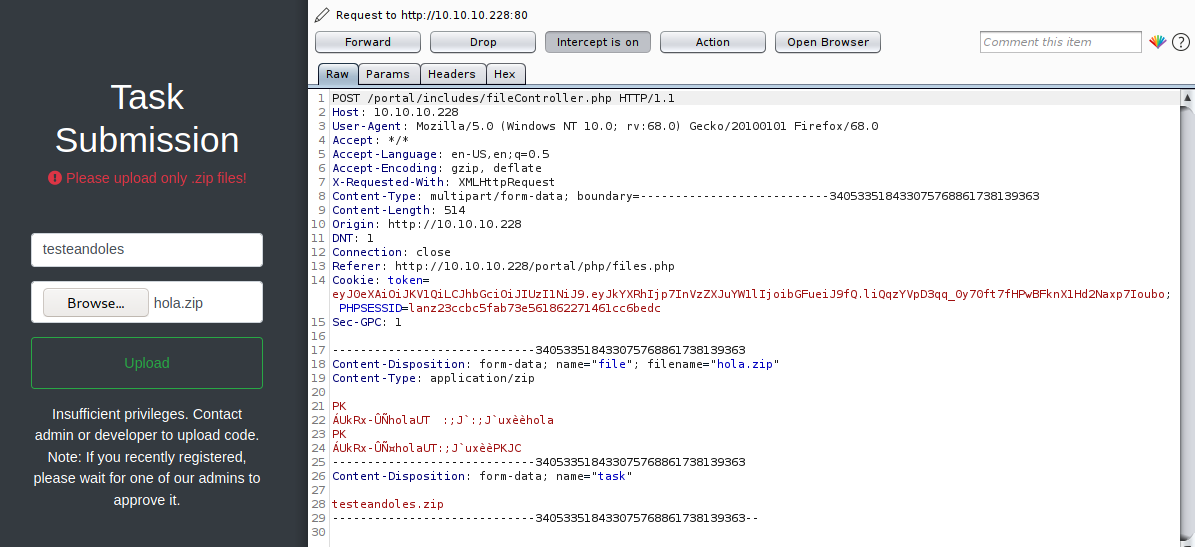 Task
Submission
Please upload only .zip files!
testeandoles
Browse... hola.zip
Upload
Insufficient privileges. Contact
admin or developer to upload code.
Note: If you recently registered,
please wait for one of our admins to
approve it.
Request to http://10.10.10.228:80
Forward Drop Intercept is on Action Open Browser Comment this item
Raw Params Headers Hex
1 POST /portal/includes/fileController.php HTTP/1.1
2 Host: 10.10.10.228
3 User-Agent: Mozilla/5.0 (Windows NT 10.0; rv:68.0) Gecko/20100101 Firefox/68.0
4 Accept: */*
5 Accept-Language: en-US,en;q=0.5
6 Accept-Encoding: gzip, deflate
7 X-Requested-With: XMLHttpRequest
8 Content-Type: multipart/form-data; boundary=---------------------------340533518433075768861738139363
9 Content-Length: 514
10 Origin: http://10.10.10.228
11 DNT: 1
12 Connection: close
13 Referer: http://10.10.10.228/portal/php/files.php
14 Cookie: token=
PHPSESSID=lanz23ccbc5fab73e561862271461cc6bedc
15 Sec-GPC: 1
16
17 -----------------------------340533518433075768861738139363
18 Content-Disposition: form-data; name="file"; filename="hola.zip"
19 Content-Type: application/zip
20
21 PK
22 ÁUkRx-ÛÑholaUT :;J`:;J`uxèèhola
23 PK
24 ÁUkRx-ÛÑ¤holaUT:;J`uxèèPKJC
25 -----------------------------340533518433075768861738139363
26 Content-Disposition: form-data; name="task"
27
28 testeandoles.zip
29 -----------------------------340533518433075768861738139363--
30